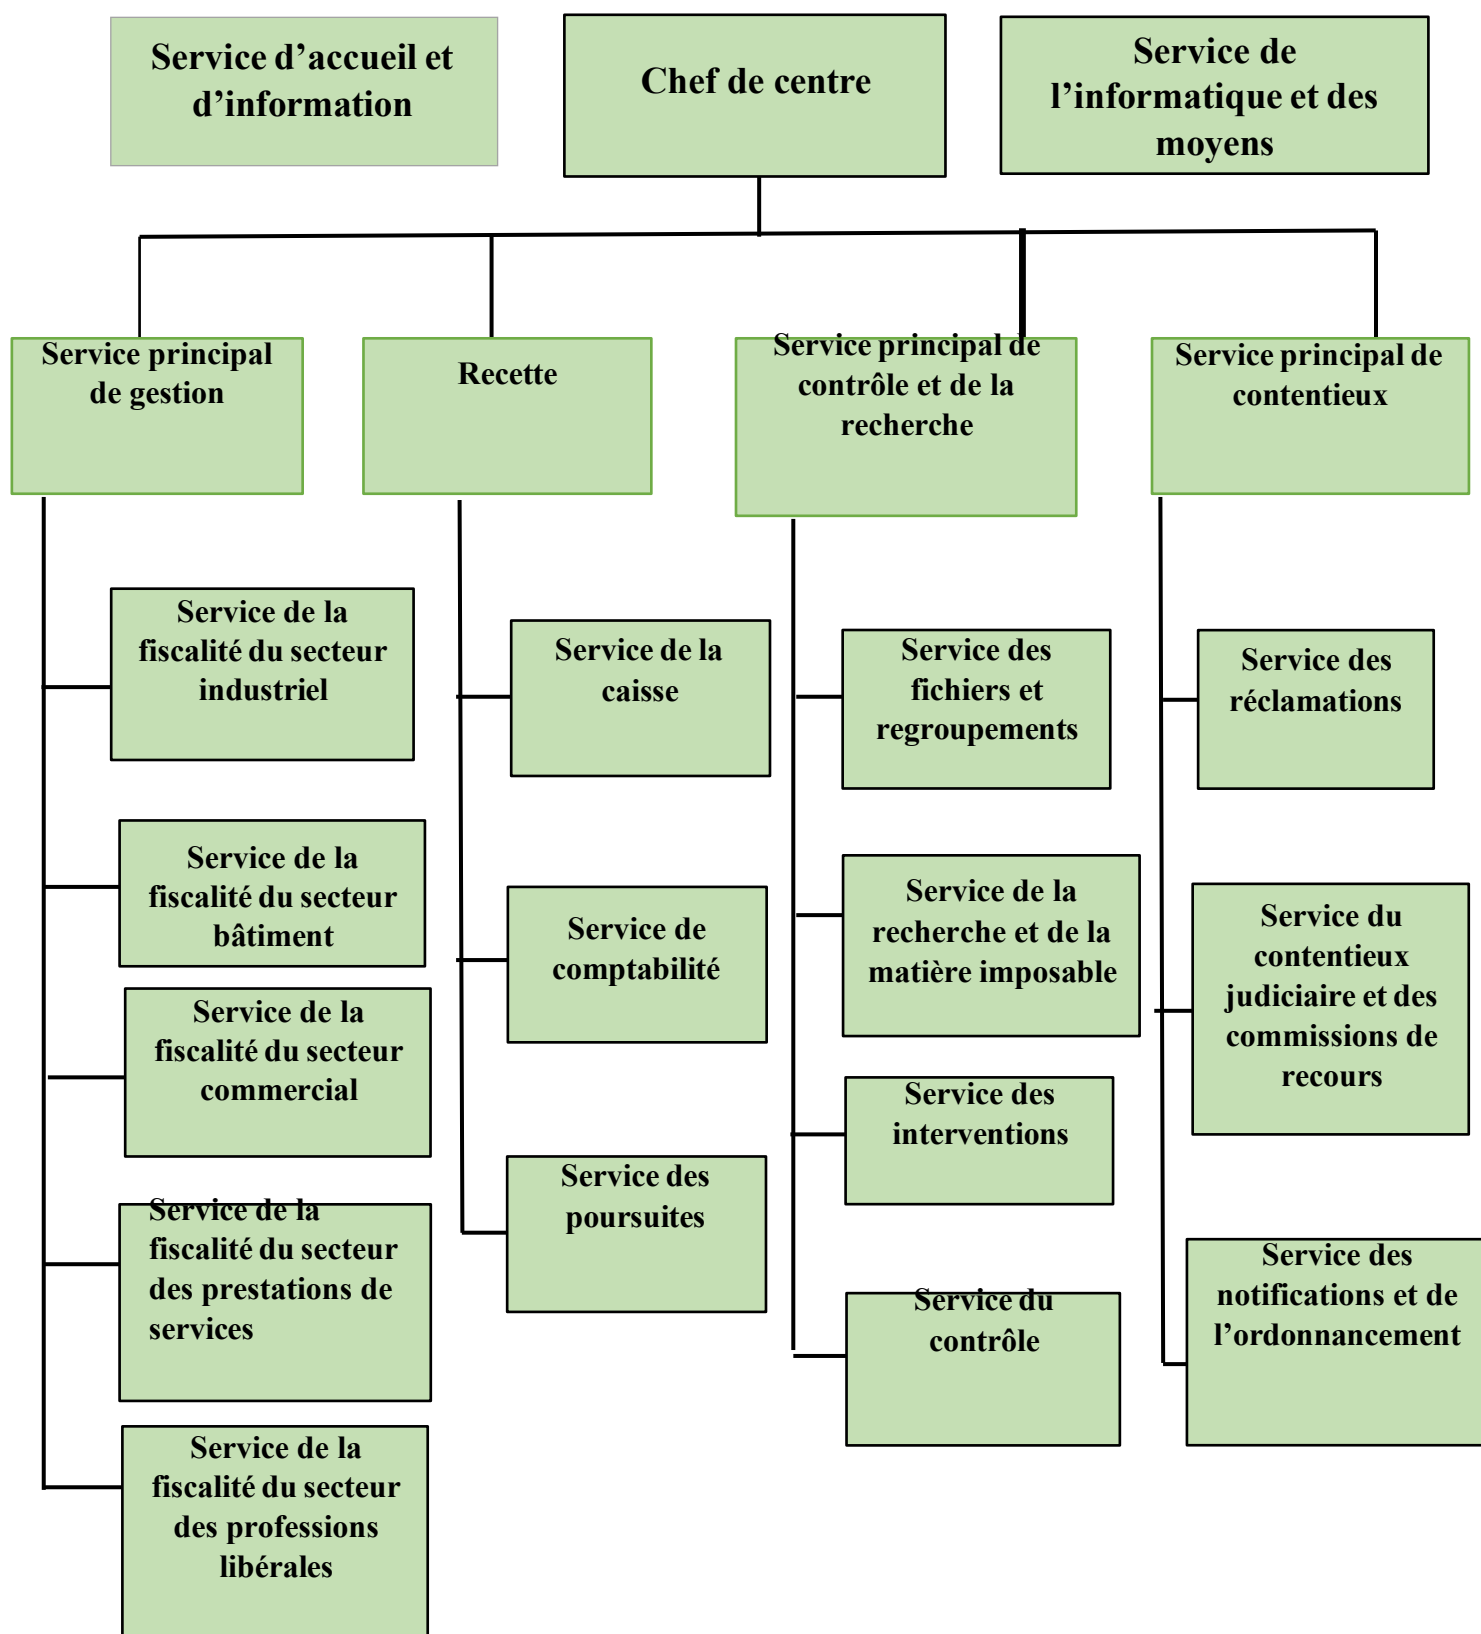 Service d’accueil et
d’information
Chef de centre
Service de
l’informatique et des
moyens
Service principal
de gestion
Recette
Service principal de
contrôle et de la
recherche
Service principal de
contentieux
Service de la
fiscalité du secteur
industriel
Service de la
fiscalité du secteur
bâtiment
Service de la
fiscalité du secteur
commercial
Service de la
fiscalité du secteur
des prestations de
services
Service de la
fiscalité du secteur
des professions
libérales
Service de la
caisse
Service de
comptabilité
Service des
poursuites
Service des
fichiers et
regroupements
Service de la
recherche et de la
matière imposable
Service des
interventions
Service du
contrôle
Service des
réclamations
Service du
contentieux
judiciaire et des
commissions de
recours
Service des
notifications et de
l’ordonnancement